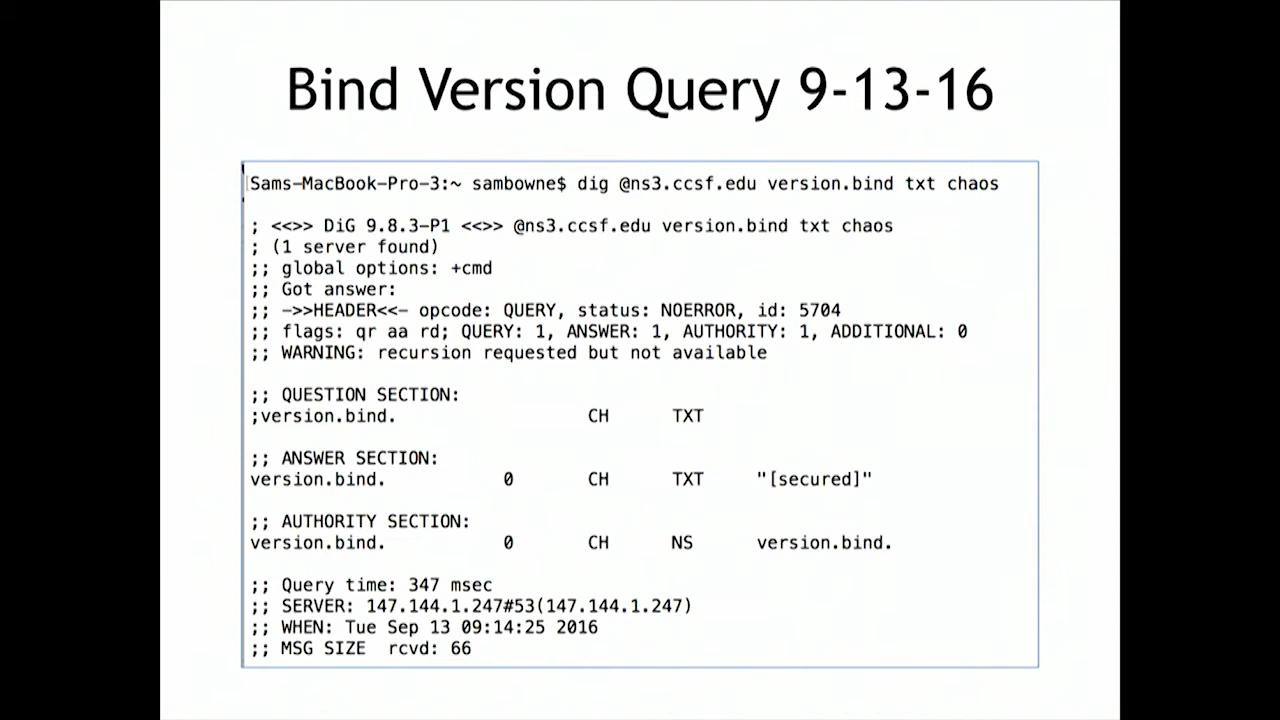 Bind Version Query 9-13-16
Sams-MacBook-Pro-3:~ sambowne$ dig @ns3.ccsf.edu version.bind txt chaos
; <<>> DiG 9.8.3-P1 <<>> @ns3.ccsf.edu version.bind txt chaos
; (1 server found)
;; global options: +cmd
;; Got answer:
;; ->>HEADER<<- opcode: QUERY, status: NOERROR, id: 5704
;; flags: qr aa rd; QUERY: 1, ANSWER: 1, AUTHORITY: 1, ADDITIONAL: 0
;; WARNING: recursion requested but not available
;; QUESTION SECTION:
;version.bind. CH TXT
;; ANSWER SECTION:
version.bind. 0 CH TXT "[secured]"
;; AUTHORITY SECTION:
version.bind. 0 CH NS version.bind.
;; Query time: 347 msec
;; SERVER: 147.144.1.247#53(147.144.1.247)
;; WHEN: Tue Sep 13 09:14:25 2016
;; MSG SIZE rcvd: 66